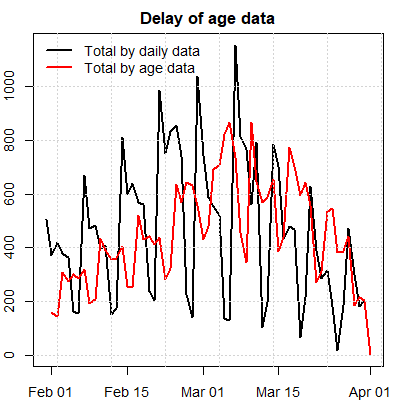 Delay of age data
Total by daily data
Total by age data
1000
800
600
400
200
0
Feb 01 Feb 15 Mar 01 Mar 15 Apr 01